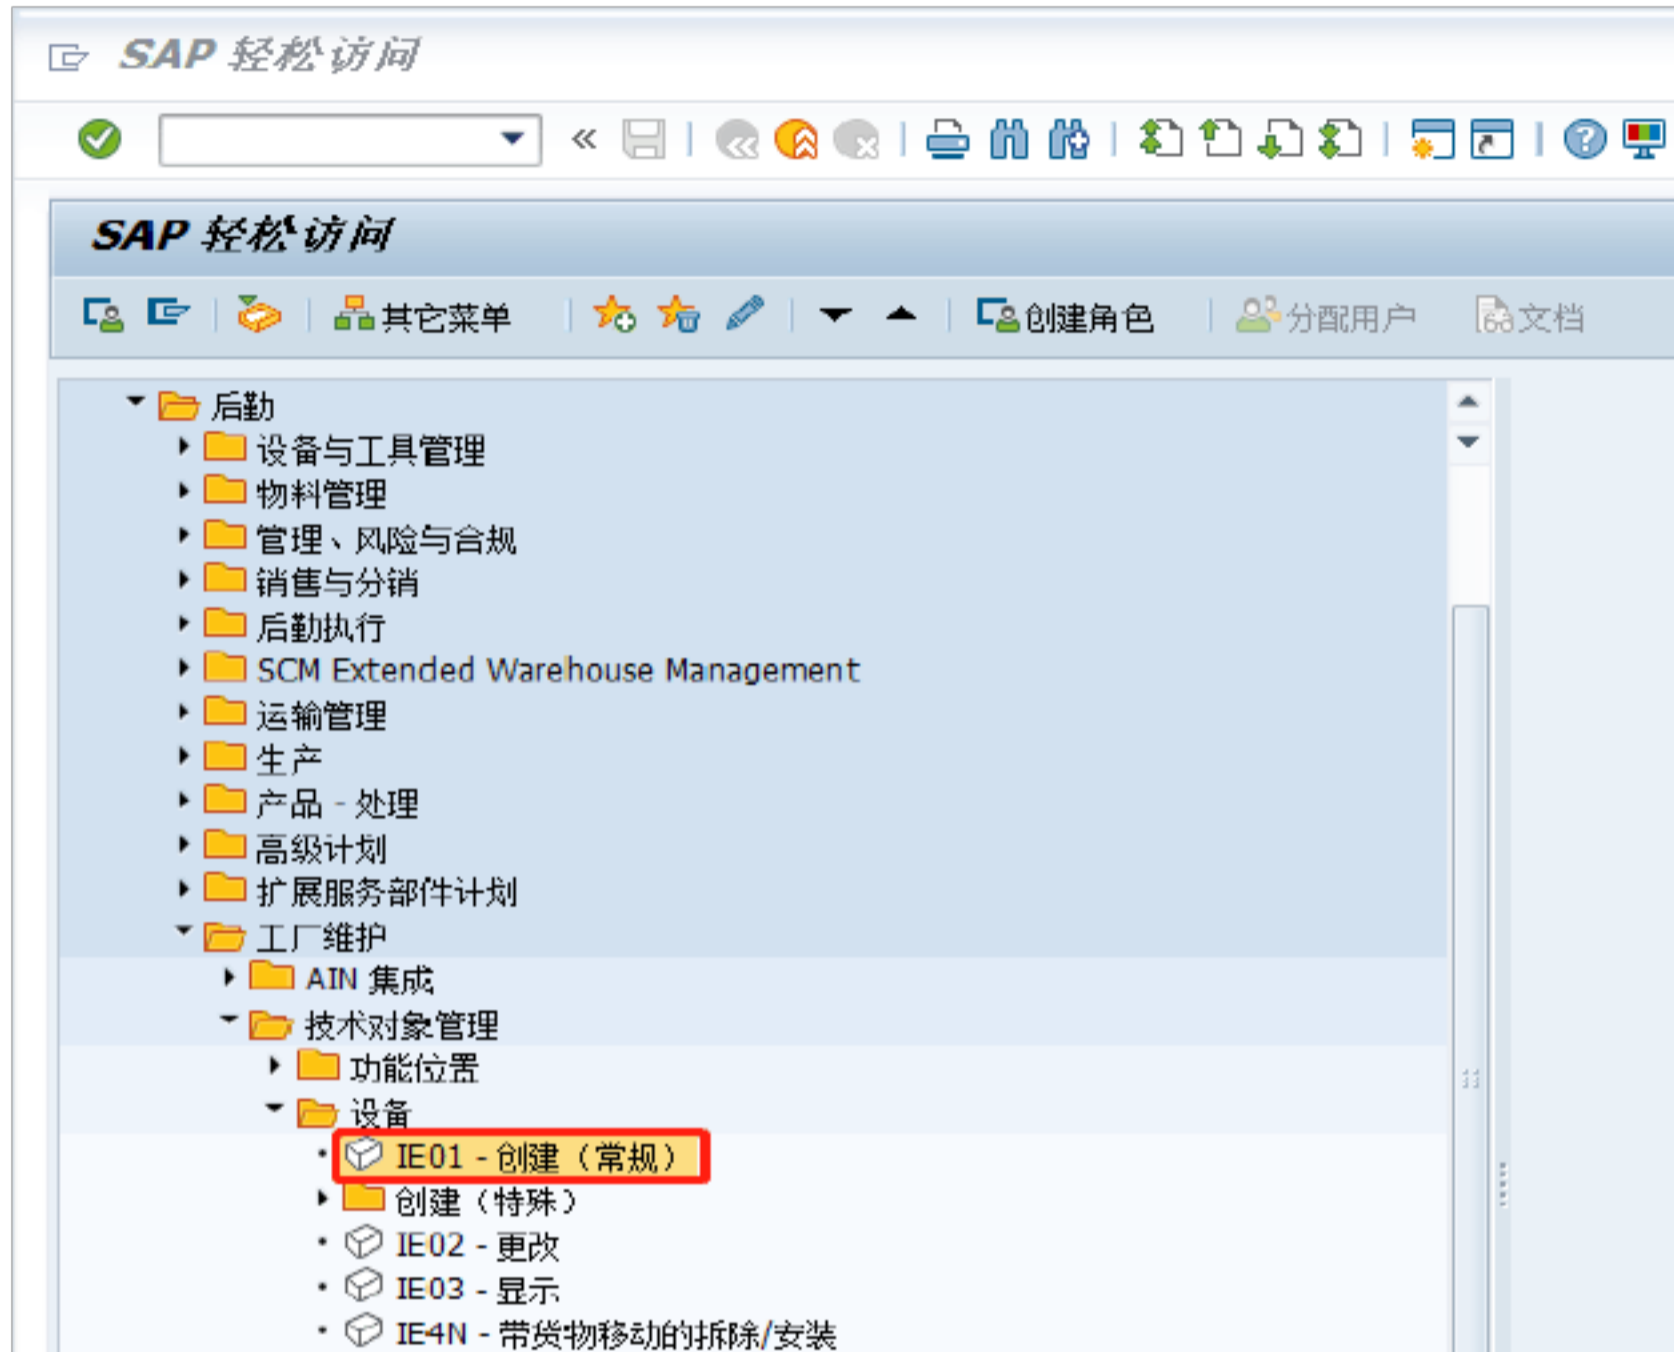 SAP 轻松访问
SAP 轻松访问
其它菜单 创建角色 分配用户 文档
后勤
设备与工具管理
物料管理
管理、风险与合规
销售与分销
后勤执行
SCM Extended Warehouse Management
运输管理
生产
产品 - 处理
高级计划
扩展服务部件计划
工厂维护
AIN 集成
技术对象管理
功能位置
设备
IE01 - 创建（常规）
创建（特殊）
IE02 - 更改
IE03 - 显示
IE4N - 带货物移动的拆除/安装